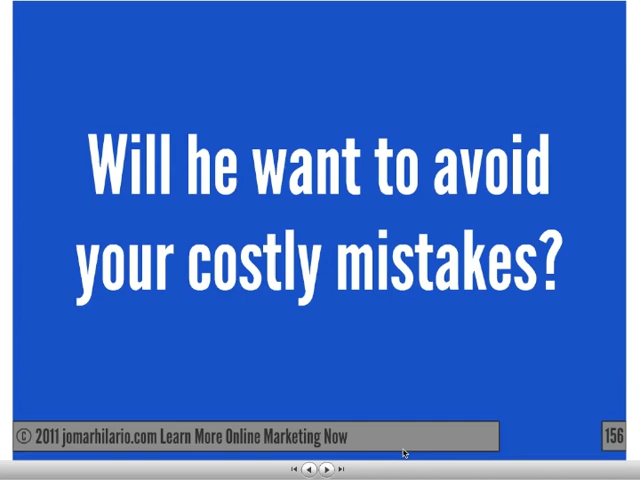 Will he want to avoid
your costly mistakes?
© 2011 jomarhilario.com Learn More Online Marketing Now
156